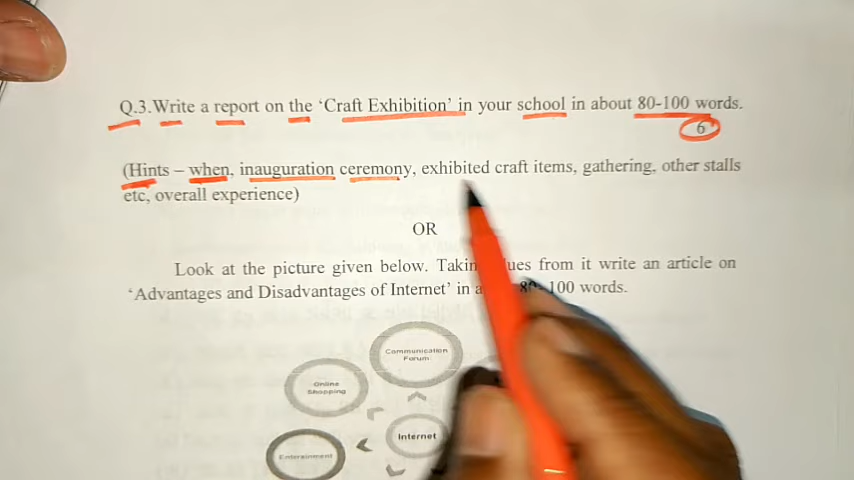 Q.3.Write a report on the 'Craft Exhibition' in your school in about 80-100 words.
6
(Hints – when, inauguration ceremony, exhibited craft items, gathering, other stalls
etc, overall experience)
OR
Look at the picture given below. Taking from it write an article on
'Advantages and Disadvantages of Internet' in 80-100 words.
Communication
Forum
Online
Shopping
Internet
Entertainment